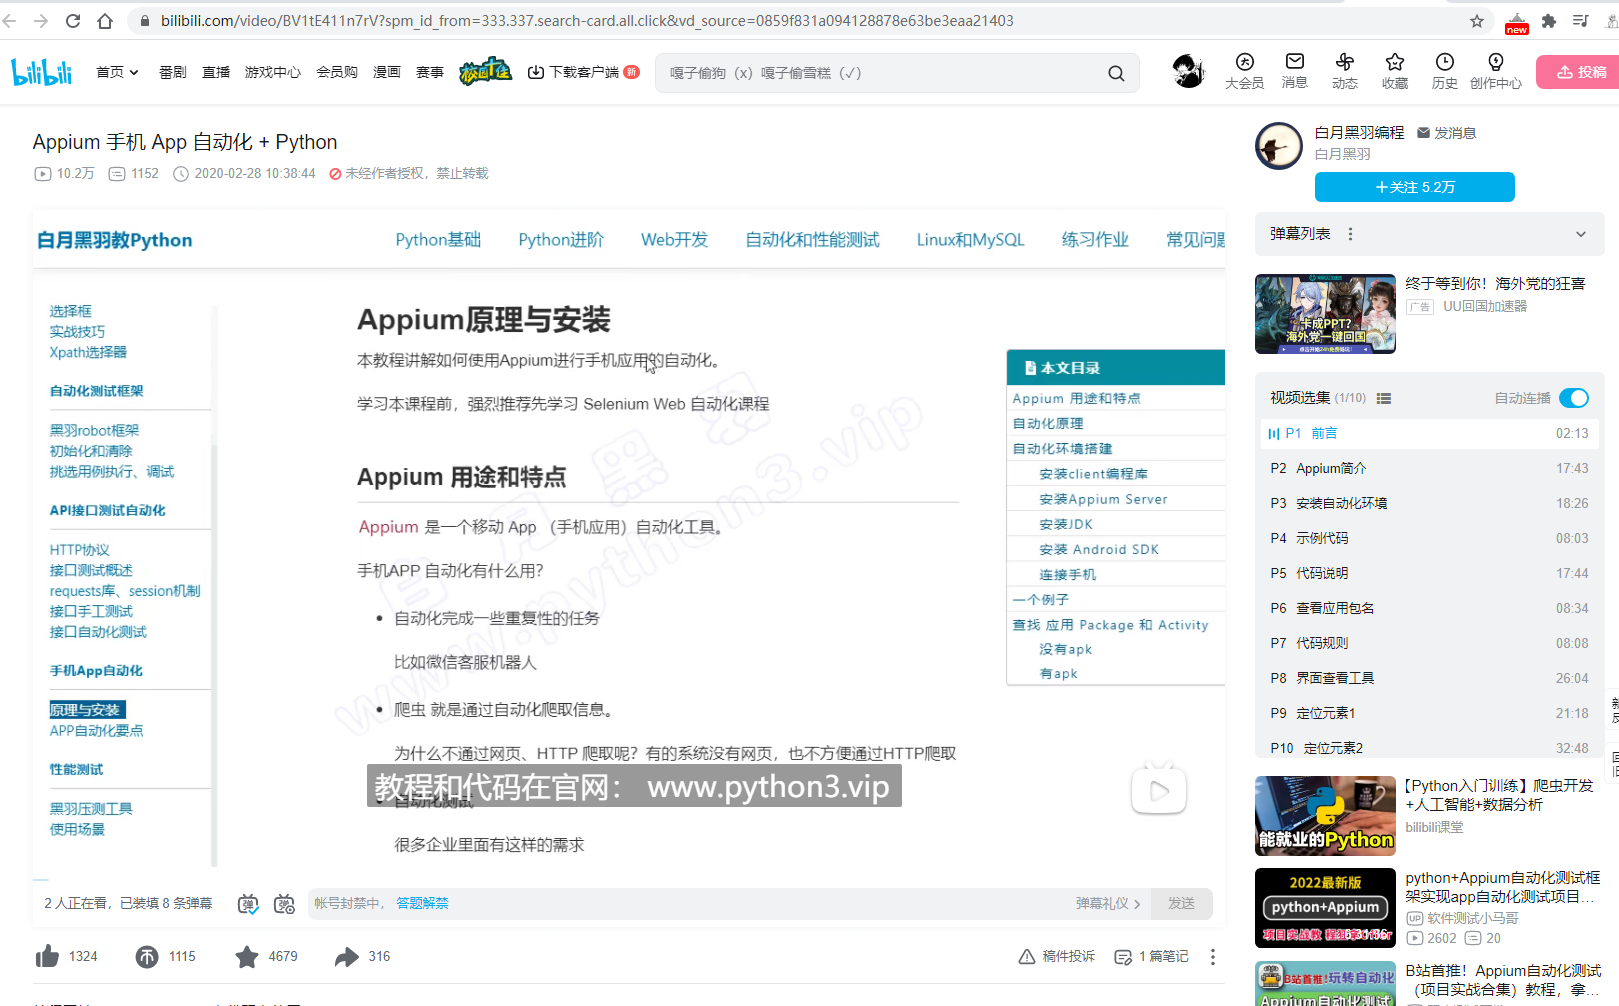 bilibili.com/video/BV1tE411n7rV?spm_id_from=333.337.search-card.all.click&vd_source=0859f831a094128878e63be3eaa21403
new
bilibili
首页
番剧
直播
游戏中心
会员购
漫画
赛事
下载客户端
新
嘎子偷狗（x）嘎子偷雪糕（√）
大会员
消息
动态
收藏
历史
创作中心
投稿
Appium 手机 App 自动化 + Python
10.2万 1152 2020-02-28 10:38:44 未经作者授权，禁止转载
白月黑羽教Python
Python基础
Python进阶
Web开发
自动化和性能测试
Linux和MySQL
练习作业
常见问题
选择框
实战技巧
Xpath选择器
自动化测试框架
黑羽robot框架
初始化和清除
挑选用例执行、调试
API接口测试自动化
HTTP协议
接口测试概述
requests库、session机制
接口手工测试
接口自动化测试
手机App自动化
原理与安装
APP自动化要点
性能测试
黑羽压测工具
使用场景
Appium原理与安装
本教程讲解如何使用Appium进行手机应用的自动化。
学习本课程前，强烈推荐先学习 Selenium Web 自动化课程
Appium 用途和特点
Appium 是一个移动 App （手机应用）自动化工具。
手机APP 自动化有什么用？
自动化完成一些重复性的任务
比如微信客服机器人
爬虫 就是通过自动化爬取信息。
为什么不通过网页、HTTP 爬取呢？有的系统没有网页，也不方便通过HTTP爬取
自动化测试
教程和代码在官网： www.python3.vip
很多企业里面有这样的需求
白月黑羽
www.python3.vip
本文目录
Appium 用途和特点
自动化原理
自动化环境搭建
安装client编程库
安装Appium Server
安装JDK
安装 Android SDK
连接手机
一个例子
查找 应用 Package 和 Activity
没有apk
有apk
2 人正在看，已装填 8 条弹幕
帐号封禁中， 答题解禁
弹幕礼仪
发送
1324
1115
4679
316
稿件投诉
1 篇笔记
白月黑羽编程
发消息
白月黑羽
＋关注 5.2万
弹幕列表
卡成PPT?
海外党一键回国
终于等到你！海外党的狂喜
广告 UU回国加速器
视频选集 (1/10)
自动连播
P1 前言 02:13
P2 Appium简介 17:43
P3 安装自动化环境 18:26
P4 示例代码 08:03
P5 代码说明 17:44
P6 查看应用包名 08:34
P7 代码规则 08:08
P8 界面查看工具 26:04
P9 定位元素1 21:18
P10 定位元素2 32:48
能就业的Python
【Python入门训练】爬虫开发
+人工智能+数据分析
bilibili课堂
2022最新版
python+Appium
python+Appium自动化测试框
架实现app自动化测试项目...
UP 软件测试小马哥
2602 20
B站首推!玩转自动化
Appium自动化测试
B站首推！Appium自动化测试
（项目实战合集）教程，拿...